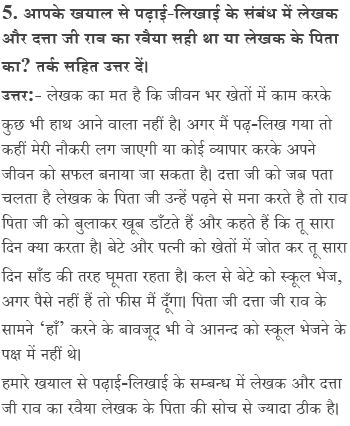 5. आपके खयाल से पढ़ाई-लिखाई के संबंध में लेखक
और दत्ता जी राव का रवैया सही था या लेखक के पिता
का? तर्क सहित उत्तर दें।
उत्तर:- लेखक का मत है कि जीवन भर खेतों में काम करके
कुछ भी हाथ आने वाला नहीं है। अगर मैं पढ़-लिख गया तो
कहीं मेरी नौकरी लग जाएगी या कोई व्यापार करके अपने
जीवन को सफल बनाया जा सकता है। दत्ता जी को जब पता
चलता है लेखक के पिता जी उन्हें पढ़ने से मना करते है तो राव
पिता जी को बुलाकर खूब डाँटते हैं और कहते हैं कि तू सारा
दिन क्या करता है। बेटे और पत्नी को खेतों में जोत कर तू सारा
दिन साँड की तरह घूमता रहता है। कल से बेटे को स्कूल भेज,
अगर पैसे नहीं हैं तो फीस मैं दूँगा। पिता जी दत्ता जी राव के
सामने ‘हाँ’ करने के बावजूद भी वे आनन्द को स्कूल भेजने के
पक्ष में नहीं थे।
हमारे खयाल से पढ़ाई-लिखाई के सम्बन्ध में लेखक और दत्ता
जी राव का रवैया लेखक के पिता की सोच से ज्यादा ठीक है।